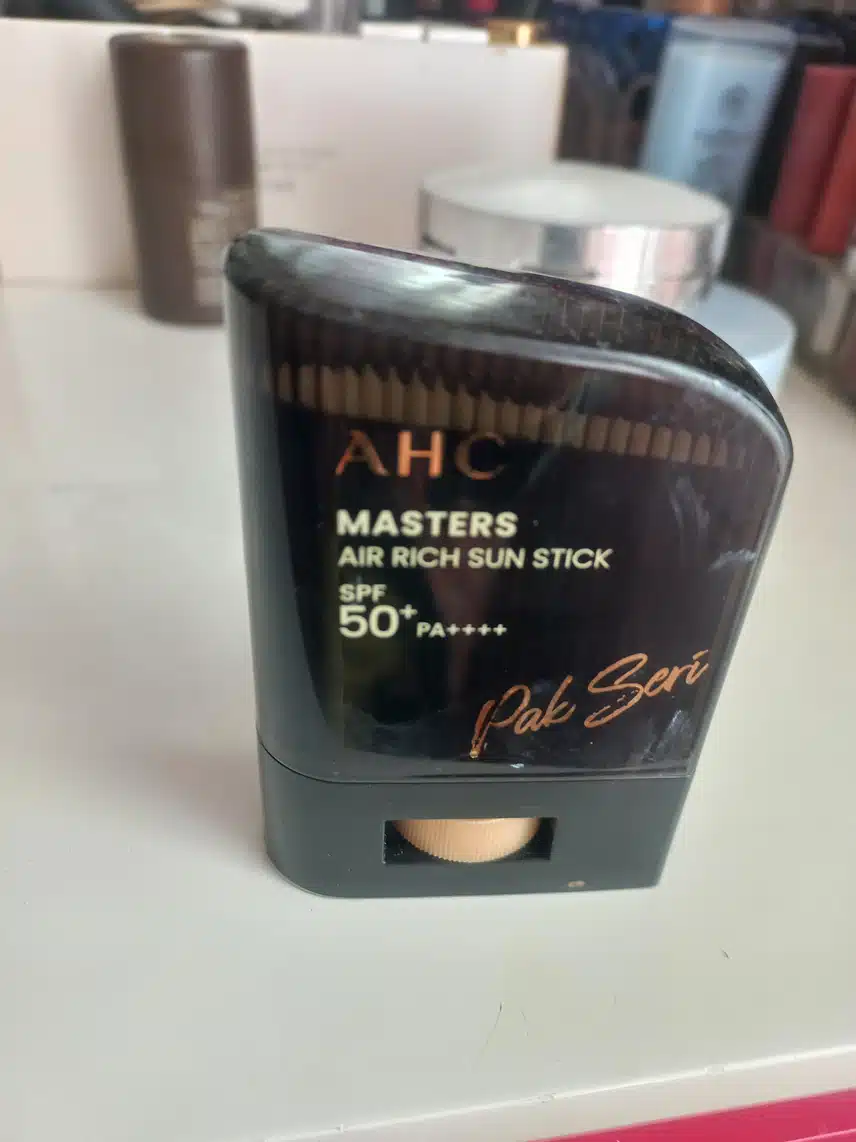 AHC
MASTERS
AIR RICH SUN STICK
SPF
50+ PA++++
Pak Seri